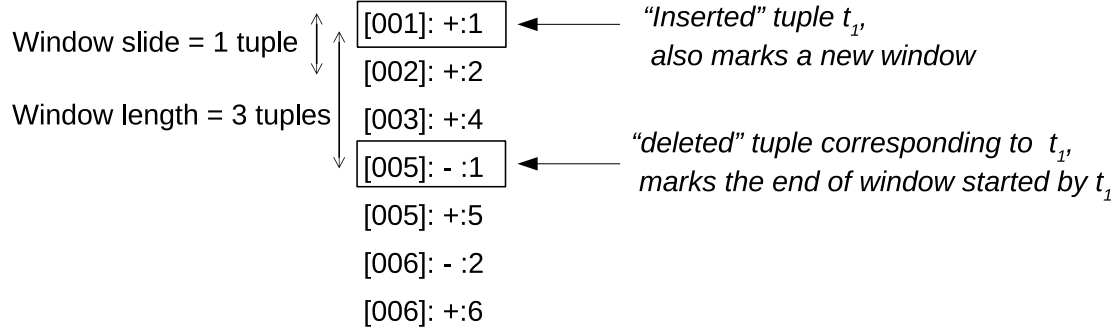 Window slide = 1 tuple
Window length = 3 tuples
[001]: +:1
[002]: +:2
[003]: +:4
[005]: - :1
[005]: +:5
[006]: - :2
[006]: +:6
“Inserted” tuple t1,
also marks a new window
“deleted” tuple corresponding to t1,
marks the end of window started by t1